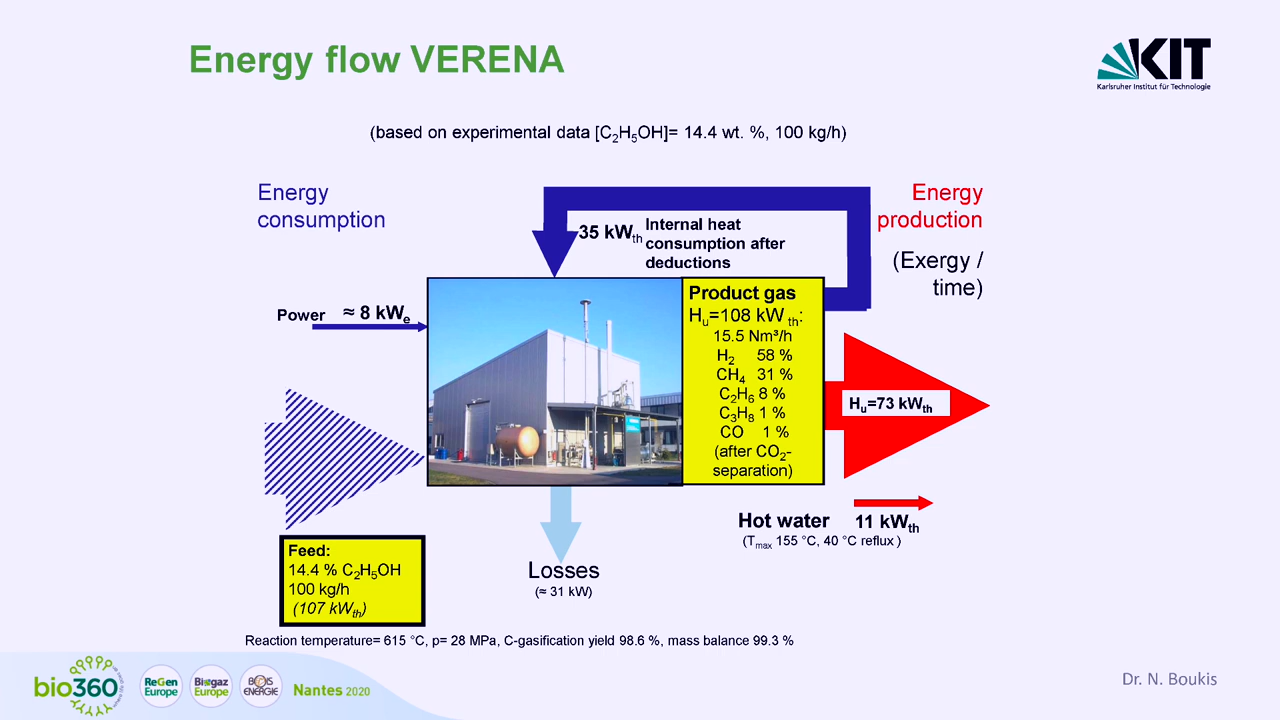 Energy flow VERENA
KIT
Karlsruher Institut für Technologie
(based on experimental data [C2H5OH]= 14.4 wt. %, 100 kg/h)
Energy
consumption
Energy
production
(Exergy /
time)
35 kWth
Internal heat
consumption after
deductions
Power ≈ 8 kWe
Product gas
Hu=108 kW th:
15.5 Nm³/h
H2 58 %
CH4 31 %
C2H6 8 %
C3H8 1 %
CO 1 %
(after CO2-
separation)
Hu=73 kWth
Hot water 11 kWth
(Tmax 155 °C, 40 °C reflux )
Losses
(≈ 31 kW)
Feed:
14.4 % C2H5OH
100 kg/h
(107 kWth)
Reaction temperature= 615 °C, p= 28 MPa, C-gasification yield 98.6 %, mass balance 99.3 %
bio360
ReGen
Europe
Biogaz
Europe
BOIS
ENERGIE
Nantes 2020
Dr. N. Boukis